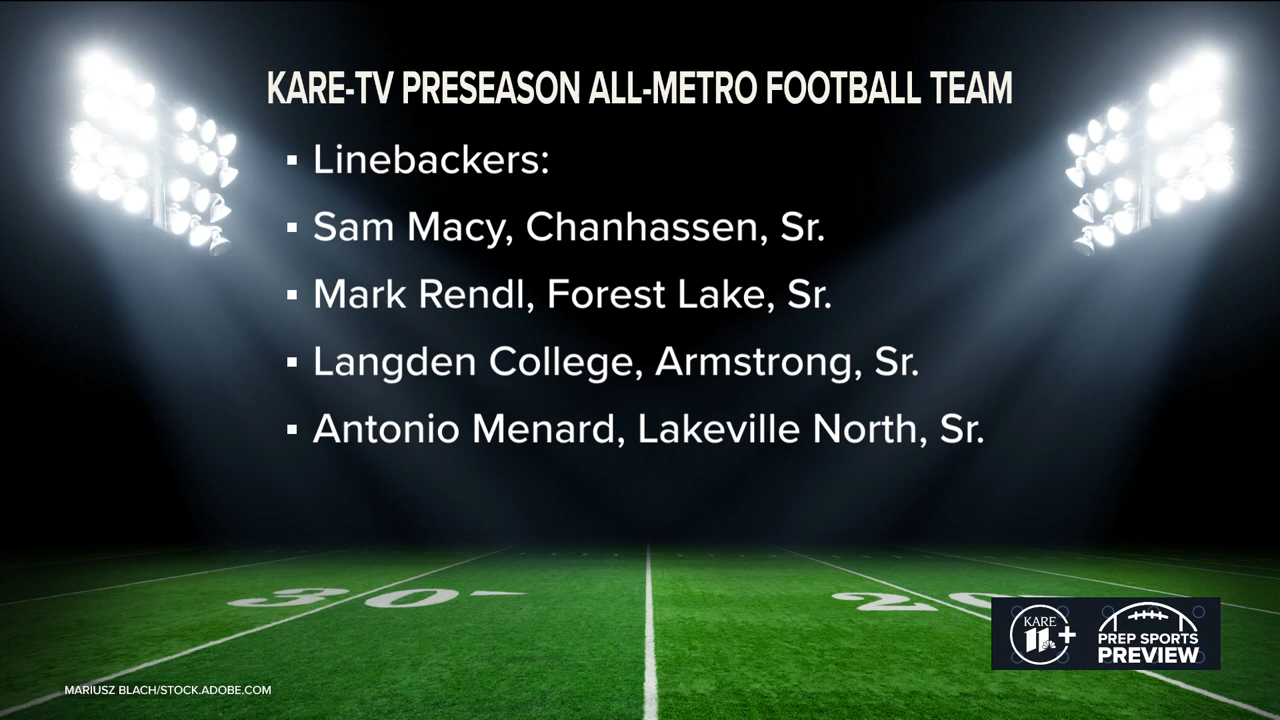 KARE-TV PRESEASON ALL-METRO FOOTBALL TEAM
▪ Linebackers:
▪ Sam Macy, Chanhassen, Sr.
▪ Mark Rendl, Forest Lake, Sr.
▪ Langden College, Armstrong, Sr.
▪ Antonio Menard, Lakeville North, Sr.
30
20
KARE
11+
PREP SPORTS
PREVIEW
MARIUSZ BLACH/STOCK.ADOBE.COM